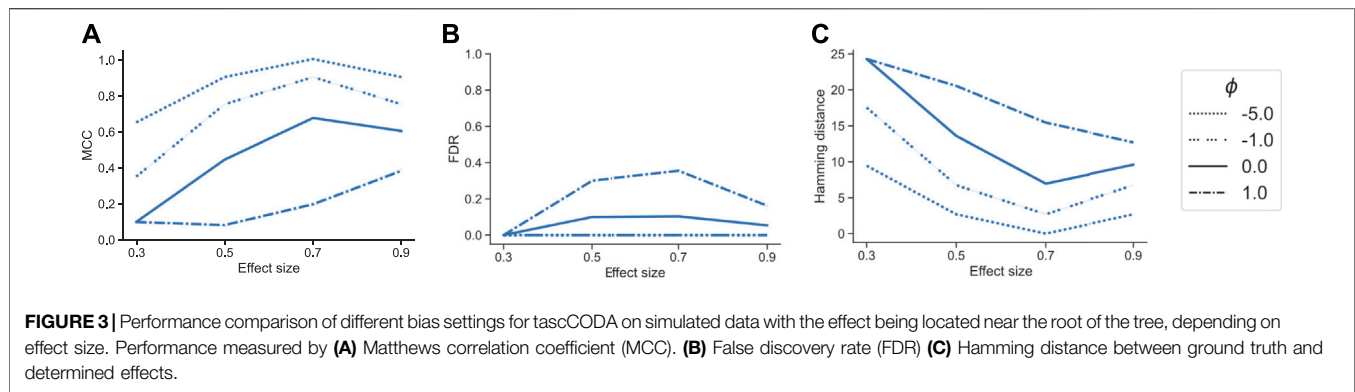 A
B
C
1.0
0.8
0.6
0.4
0.2
0.0
MCC
0.3
0.5
0.7
0.9
Effect size
1.0
0.8
0.6
0.4
0.2
0.0
FDR
0.3
0.5
0.7
0.9
Effect size
25
20
15
10
5
0
Hamming distance
0.3
0.5
0.7
0.9
Effect size
ϕ
-5.0
-1.0
0.0
1.0
FIGURE 3 | Performance comparison of different bias settings for tascCODA on simulated data with the effect being located near the root of the tree, depending on
effect size. Performance measured by (A) Matthews correlation coefficient (MCC). (B) False discovery rate (FDR) (C) Hamming distance between ground truth and
determined effects.